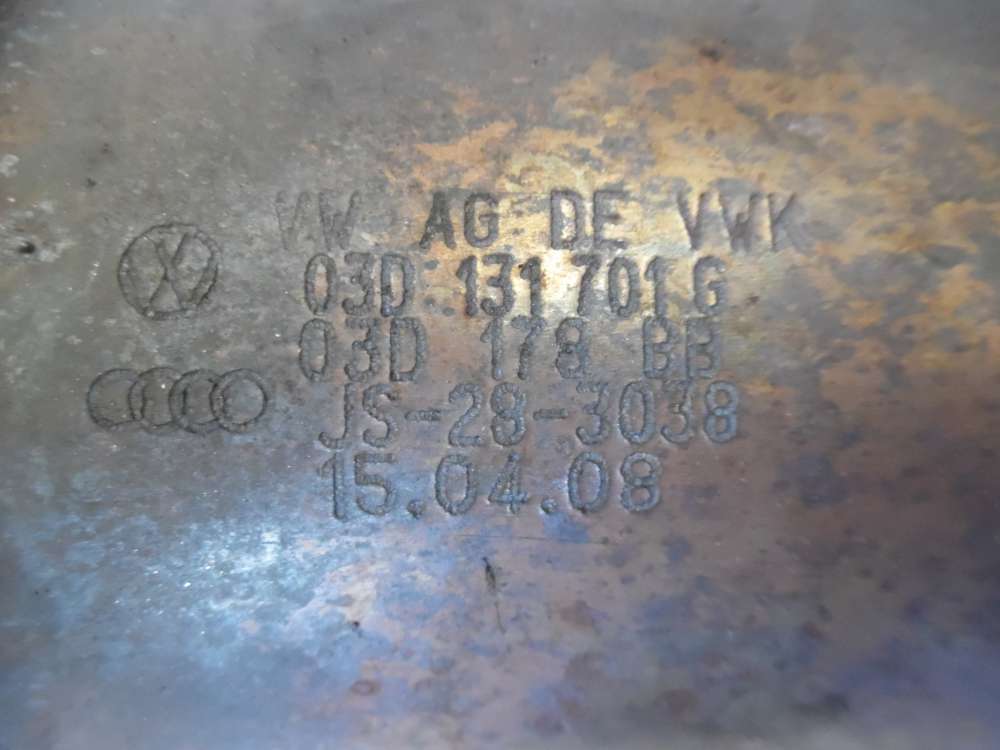 VW AG DE VWK
03D 131 701 G
03D 178 BB
JS-28-3038
15.04.08